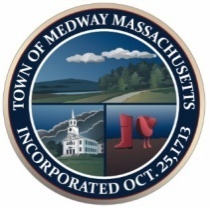 TOWN OF MEDWAY MASSACHUSETTS
INCORPORATED OCT. 25, 1713